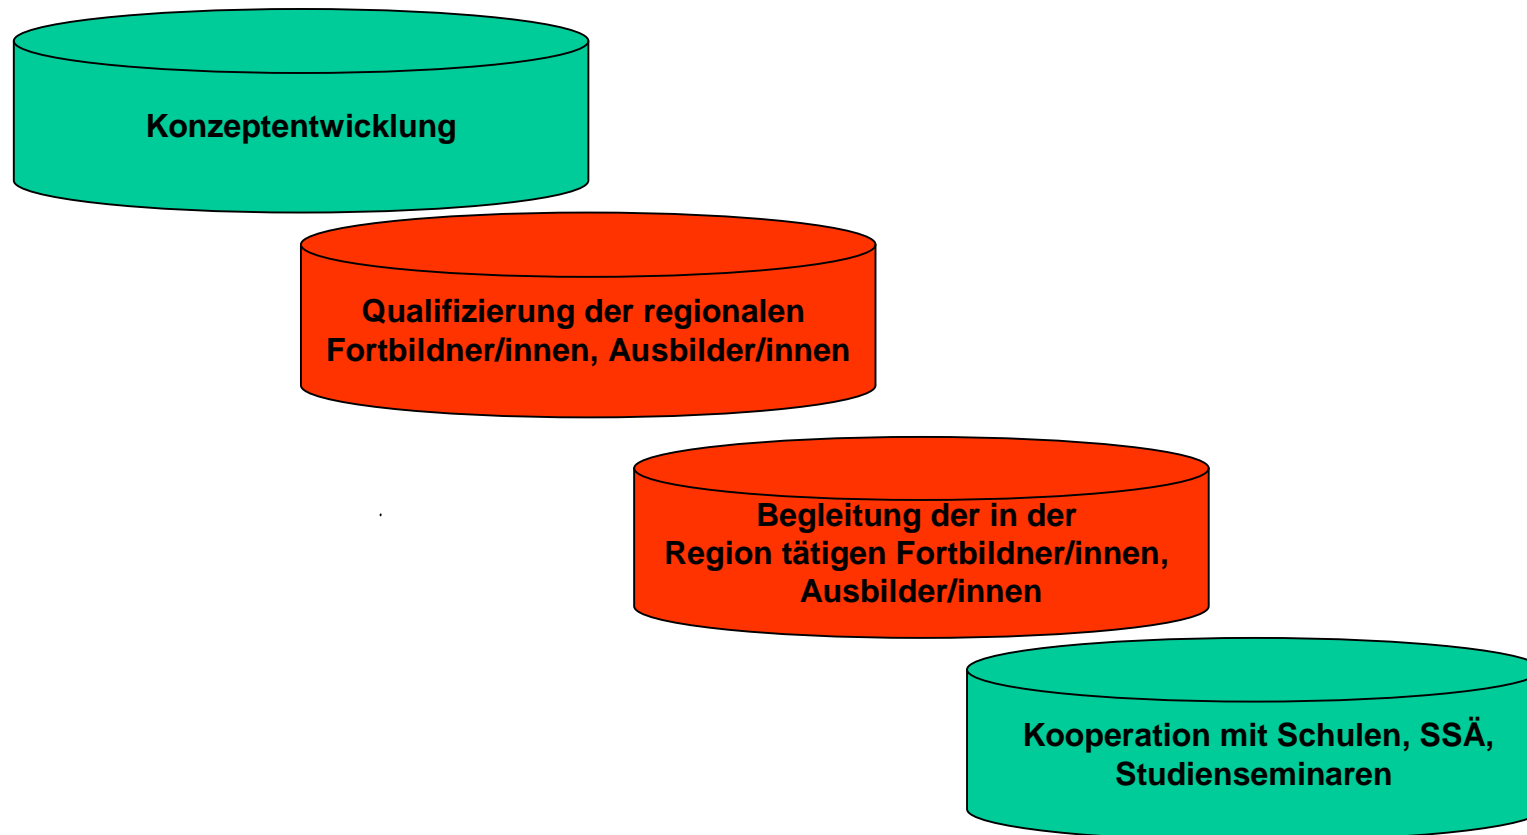 Konzeptentwicklung
Qualifizierung der regionalen
Fortbildner/innen, Ausbilder/innen
Begleitung der in der
Region tätigen Fortbildner/innen,
Ausbilder/innen
Kooperation mit Schulen, SSÄ,
Studienseminaren